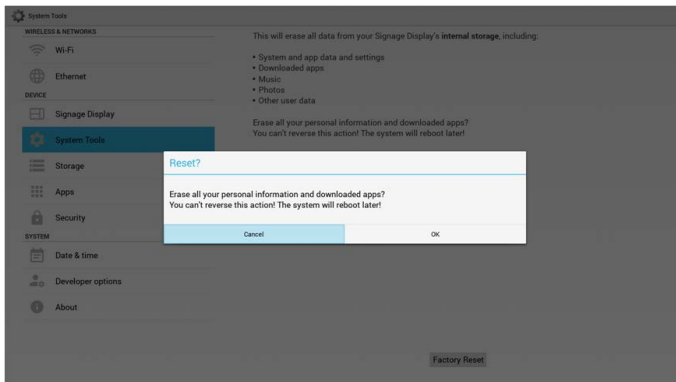 System Tools
WIRELESS & NETWORKS
Wi-Fi
Ethernet
DEVICE
Signage Display
System Tools
Storage
Apps
Security
SYSTEM
Date & time
Developer options
About
This will erase all data from your Signage Display's internal storage, including:
• System and app data and settings
• Downloaded apps
• Music
• Photos
• Other user data
Erase all your personal information and downloaded apps?
You can't reverse this action! The system will reboot later!
Reset?
Erase all your personal information and downloaded apps?
You can't reverse this action! The system will reboot later!
Cancel
OK
Factory Reset